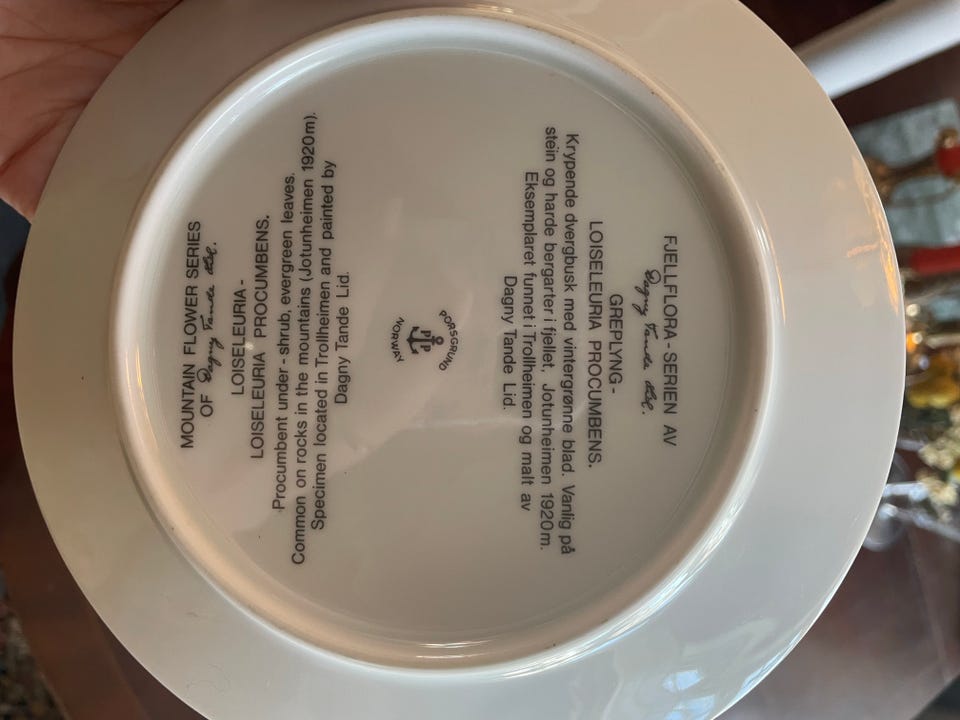 FJELLFLORA-SERIEN AV
Dagny Tande Lid.
GREPLYNG-
LOISELEURIA PROCUMBENS.
Krypende dvergbusk med vintergrønne blad. Vanlig på
stein og harde bergarter i fjellet, Jotunheimen 1920m.
Eksemplaret funnet i Trollheimen og malt av
Dagny Tande Lid.
PORSGRUND
PP
NORWAY
MOUNTAIN FLOWER SERIES
OF Dagny Tande Lid.
LOISELEURIA-
LOISELEURIA PROCUMBENS.
Procumbent under-shrub, evergreen leaves.
Common on rocks in the mountains (Jotunheimen 1920m).
Specimen located in Trollheimen and painted by
Dagny Tande Lid.